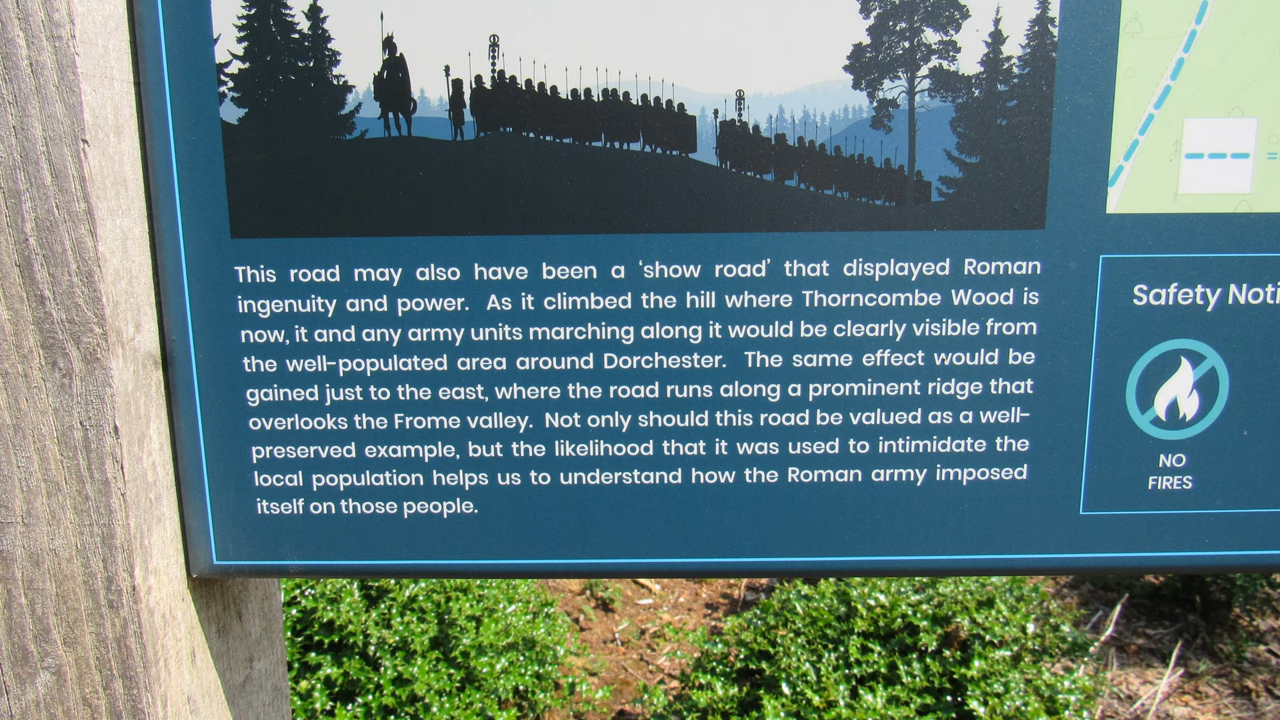 This road may also have been a ‘show road’ that displayed Roman
ingenuity and power. As it climbed the hill where Thorncombe Wood is
now, it and any army units marching along it would be clearly visible from
the well-populated area around Dorchester. The same effect would be
gained just to the east, where the road runs along a prominent ridge that
overlooks the Frome valley. Not only should this road be valued as a well-
preserved example, but the likelihood that it was used to intimidate the
local population helps us to understand how the Roman army imposed
itself on those people.
=
Safety Noti
NO
FIRES